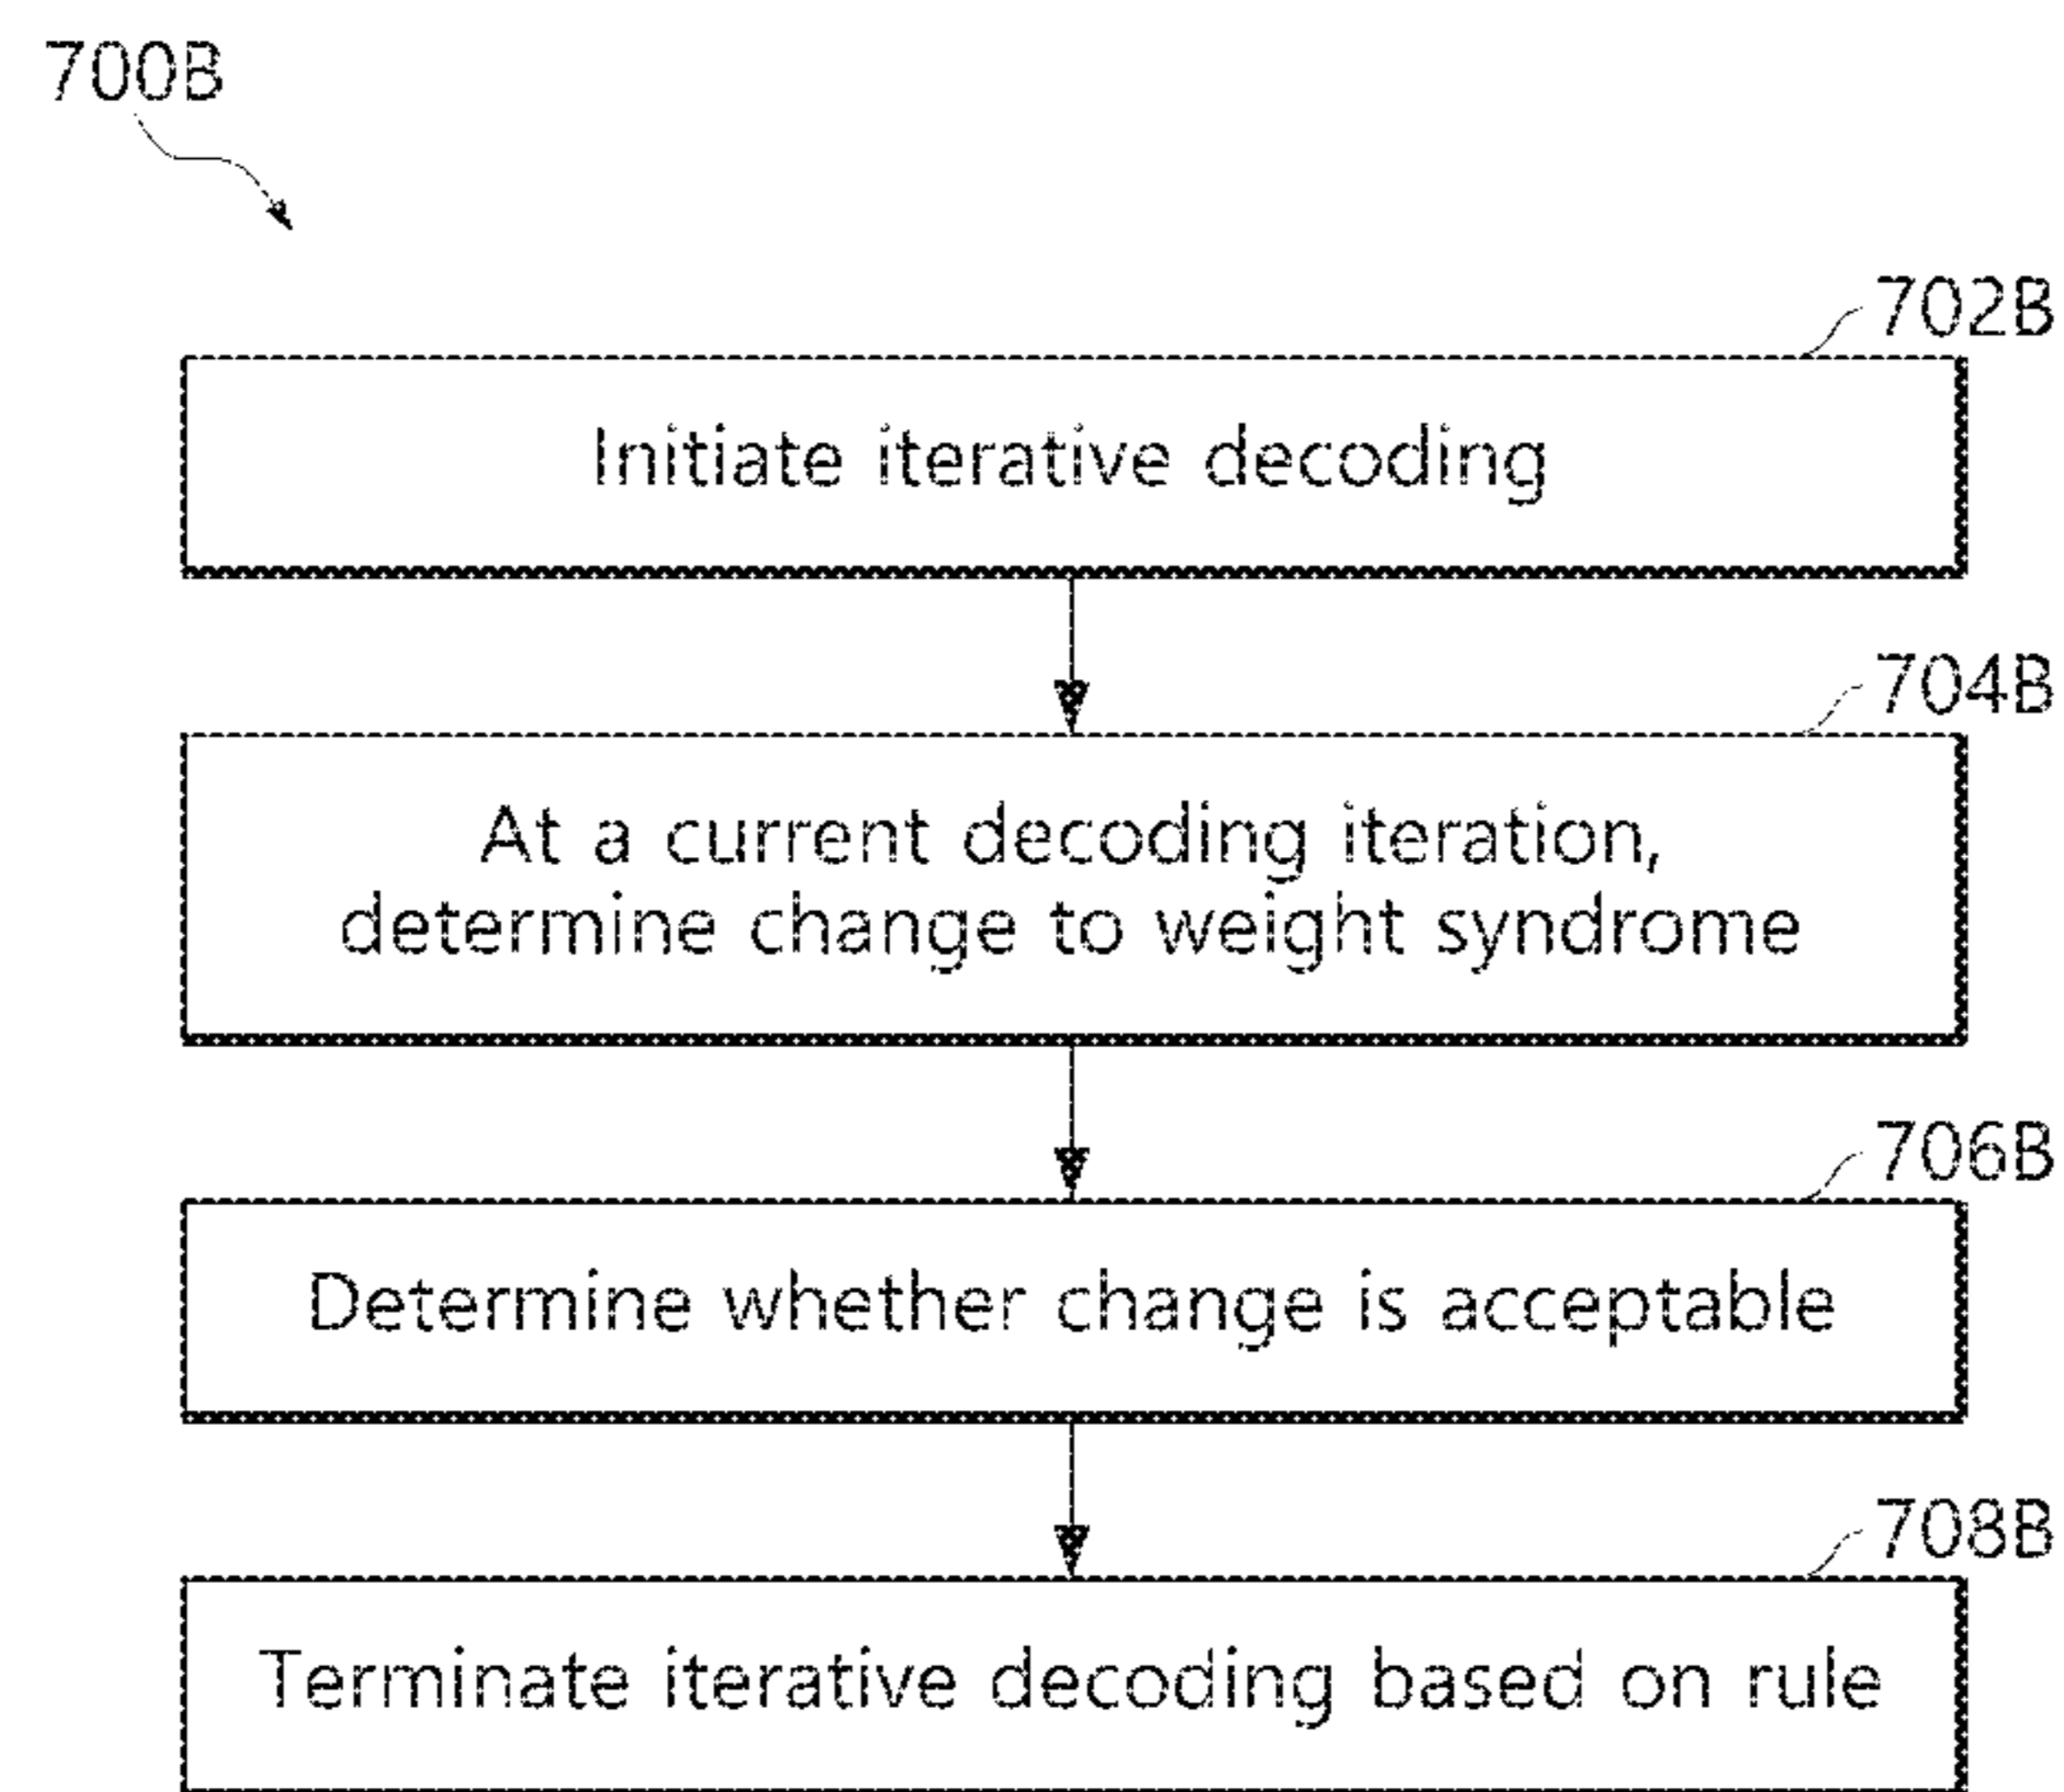 700B
702B
Initiate iterative decoding
704B
At a current decoding iteration,
determine change to weight syndrome
706B
Determine whether change is acceptable
708B
Terminate iterative decoding based on rule